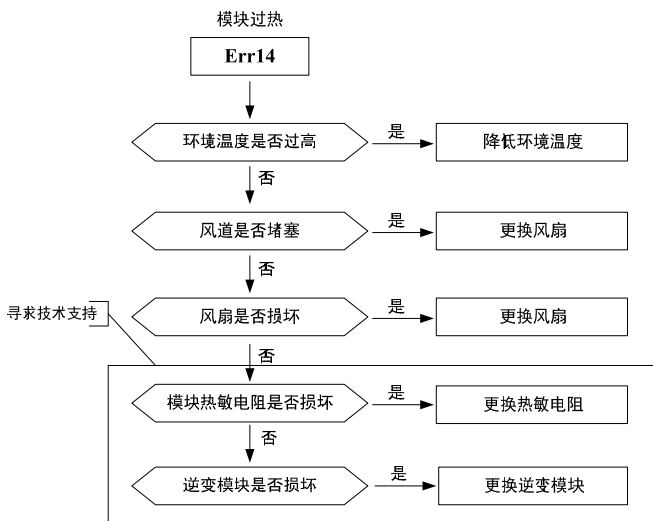 模块过热
Err14
环境温度是否过高
是
降低环境温度
否
风道是否堵塞
是
更换风扇
否
寻求技术支持
风扇是否损坏
是
更换风扇
否
模块热敏电阻是否损坏
是
更换热敏电阻
否
逆变模块是否损坏
是
更换逆变模块